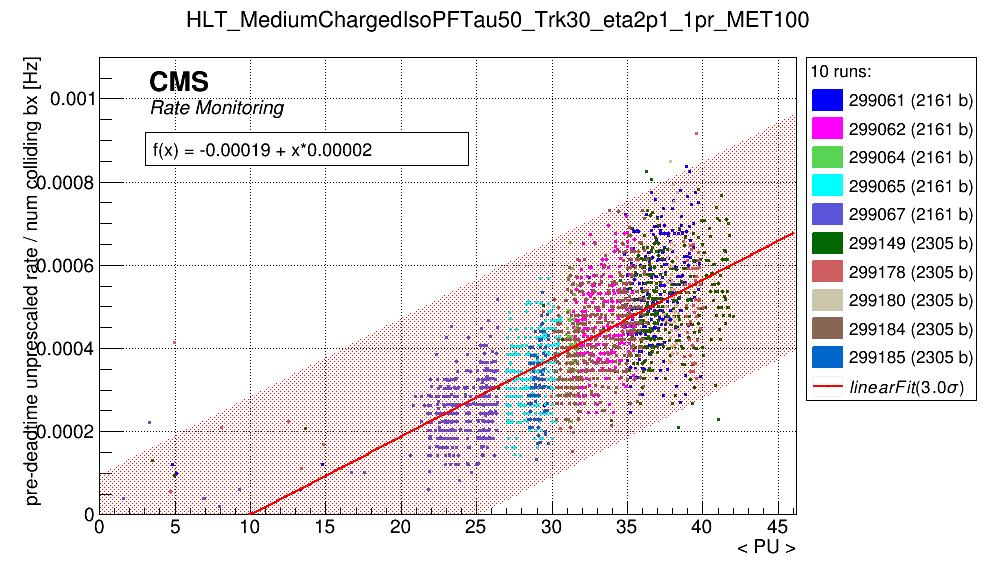 HLT_MediumChargedIsoPFTau50_Trk30_eta2p1_1pr_MET100
pre-deadtime unprescaled rate / num colliding bx [Hz]
CMS
Rate Monitoring
f(x) = -0.00019 + x*0.00002
0.001
0.0008
0.0006
0.0004
0.0002
0
0 5 10 15 20 25 30 35 40 45
< PU >
10 runs:
299061 (2161 b)
299062 (2161 b)
299064 (2161 b)
299065 (2161 b)
299067 (2161 b)
299149 (2305 b)
299178 (2305 b)
299180 (2305 b)
299184 (2305 b)
299185 (2305 b)
linearFit(3.0σ)